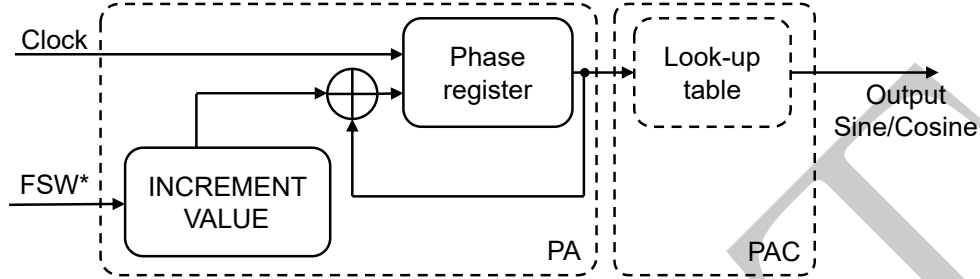 Clock
Phase
register
Look-up
table
Output
Sine/Cosine
FSW*
INCREMENT
VALUE
PA
PAC
T